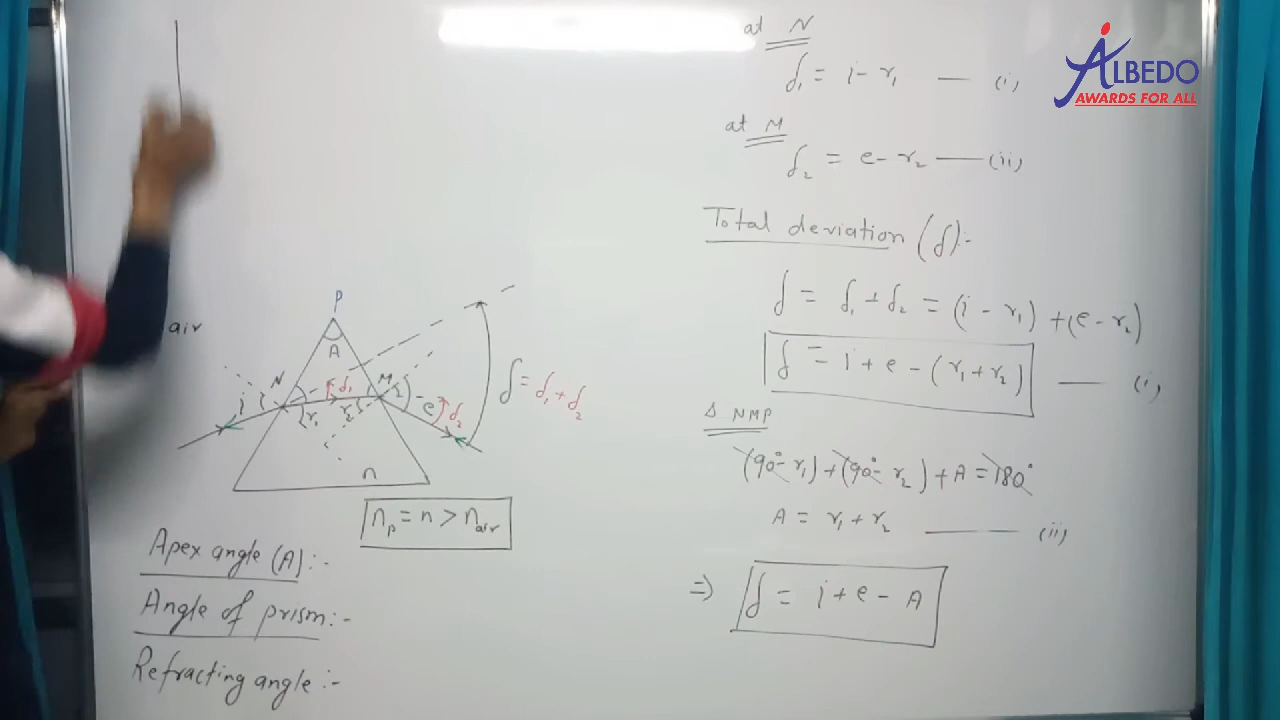 at N
δ₁ = i - r₁ — (i)
at M
δ₂ = e - r₂ — (ii)
Total deviation (δ):-
δ = δ₁ + δ₂ = (i - r₁) + (e - r₂)
δ = i + e - (r₁ + r₂) — (i)
Δ NMP
(90° - r₁) + (90° - r₂) + A = 180°
A = r₁ + r₂ — (ii)
⇒ δ = i + e - A
ALBEDO
AWARDS FOR ALL
P
air
A
N
M
δ₁
i
r₁
r₂
e
δ₂
δ = δ₁ + δ₂
n
nₚ = n > n_air
Apex angle (A):-
Angle of prism:-
Refracting angle:-